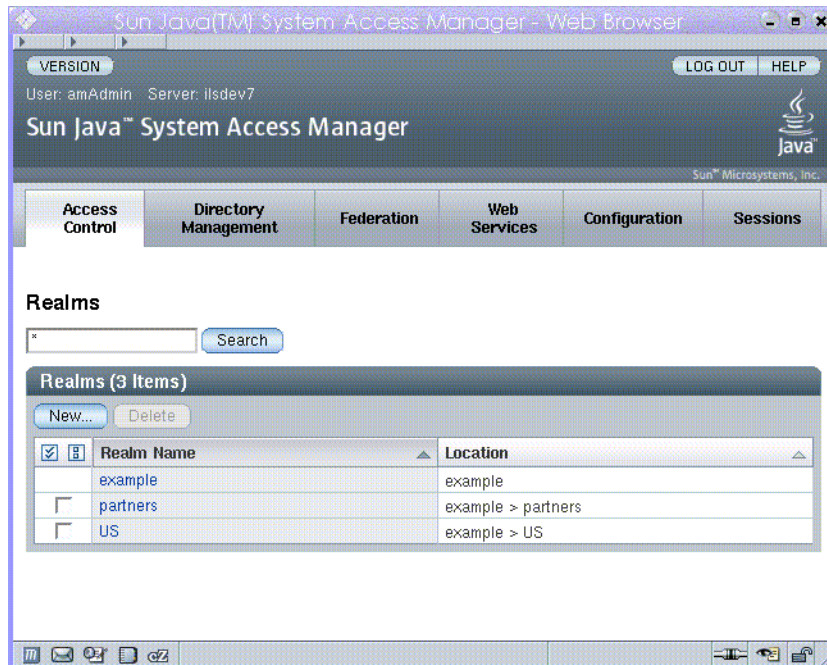 Sun Java(TM) System Access Manager - Web Browser
VERSION
LOG OUT
HELP
User: amAdmin Server: ilsdev7
Sun Java™ System Access Manager
Java™
Sun™ Microsystems, Inc.
Access Control
Directory Management
Federation
Web Services
Configuration
Sessions
Realms
*
Search
Realms (3 Items)
New...
Delete
Realm Name
Location
example
example
partners
example > partners
US
example > US